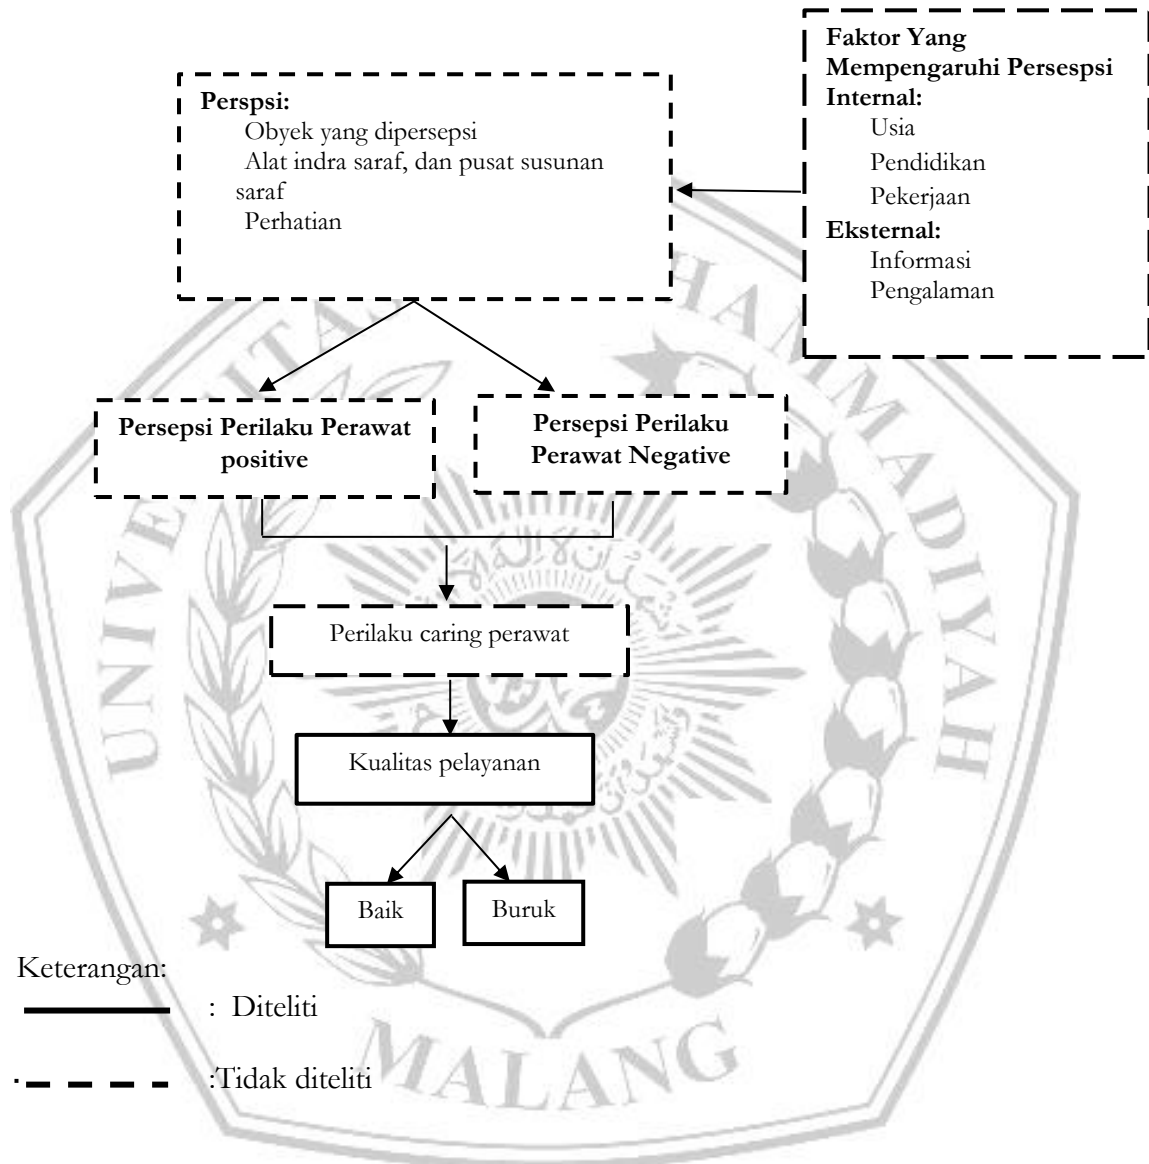 Faktor Yang
Mempengaruhi Persespsi
Internal:
Usia
Pendidikan
Pekerjaan
Eksternal:
Informasi
Pengalaman
Perspsi:
Obyek yang dipersepsi
Alat indra saraf, dan pusat susunan
saraf
Perhatian
Persepsi Perilaku Perawat
positive
Persepsi Perilaku
Perawat Negative
Perilaku caring perawat
Kualitas pelayanan
Baik
Buruk
Keterangan:
: Diteliti
:Tidak diteliti
MALANG